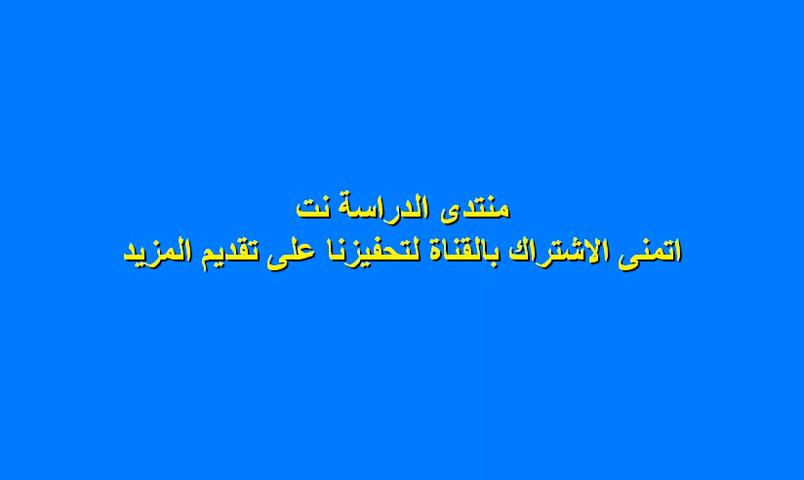 منتدى الدراسة نت
اتمنى الاشتراك بالقناة لتحفيزنا على تقديم المزيد